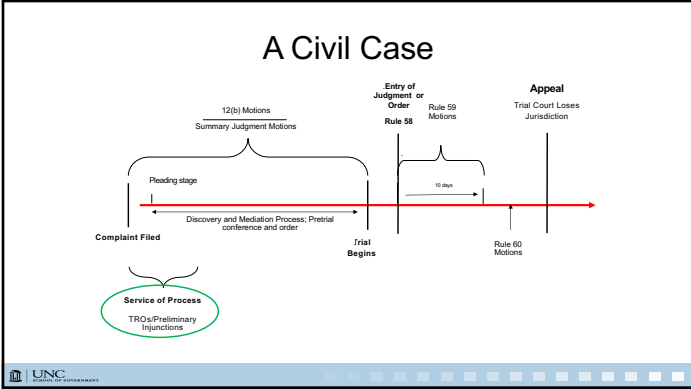 A Civil Case
12(b) Motions
Summary Judgment Motions
.Entry of
Judgment or
Order
Rule 58
Rule 59
Motions
Appeal
Trial Court Loses
Jurisdiction
Pleading stage
10 days
Discovery and Mediation Process; Pretrial
conference and order
Complaint Filed
Trial
Begins
Rule 60
Motions
Service of Process
TROs/Preliminary
Injunctions
UNC
SCHOOL OF GOVERNMENT